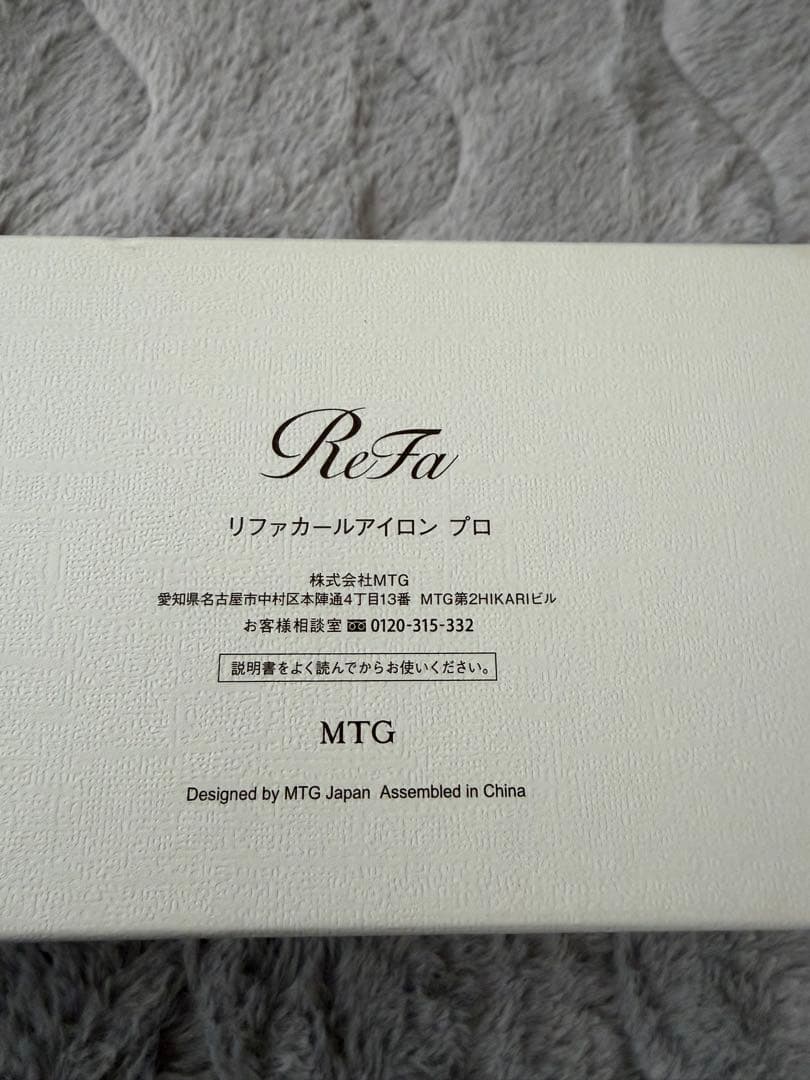 ReFa
リファカールアイロン プロ
株式会社MTG
愛知県名古屋市中村区本陣通4丁目13番 MTG第2HIKARIビル
お客様相談室 0120-315-332
説明書をよく読んでからお使いください。
MTG
Designed by MTG Japan Assembled in China